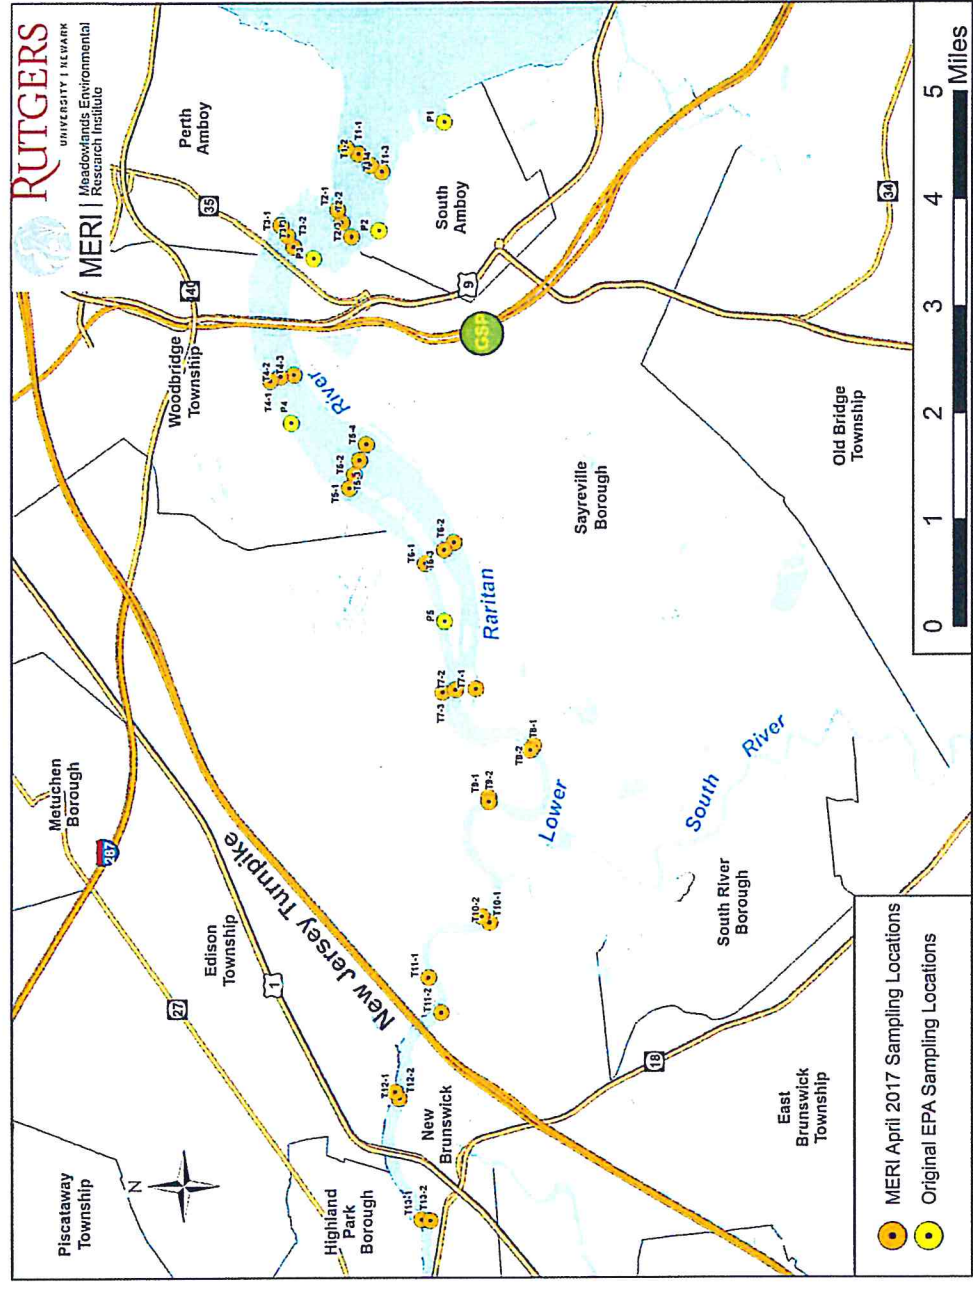 RUTGERS
UNIVERSITY | NEWARK
MERI
Meadowlands Environmental
Research Institute
Piscataway
Township
N
Metuchen
Borough
Edison
Township
Woodbridge
Township
Perth
Amboy
Highland
Park
Borough
New
Brunswick
South
Amboy
Sayreville
Borough
South River
Borough
East
Brunswick
Township
Old Bridge
Township
New Jersey Turnpike
Lower
Raritan
River
South
River
287
27
1
18
35
9
34
GSP
T1-2
T1-1
T1-3
T2-1
T2-2
T3-1
T3-2
T4-1
T4-2
T4-3
T5-1
T5-3
T5-4
T6-1
T6-2
T6-3
T7-1
T7-2
T7-3
T8-1
T8-2
T9-1
T9-2
T10-1
T10-2
T11-1
T11-2
T12-1
T12-2
T13-1
T13-2
P1
P2
P3
P4
P5
MERI April 2017 Sampling Locations
Original EPA Sampling Locations
0 1 2 3 4 5
Miles